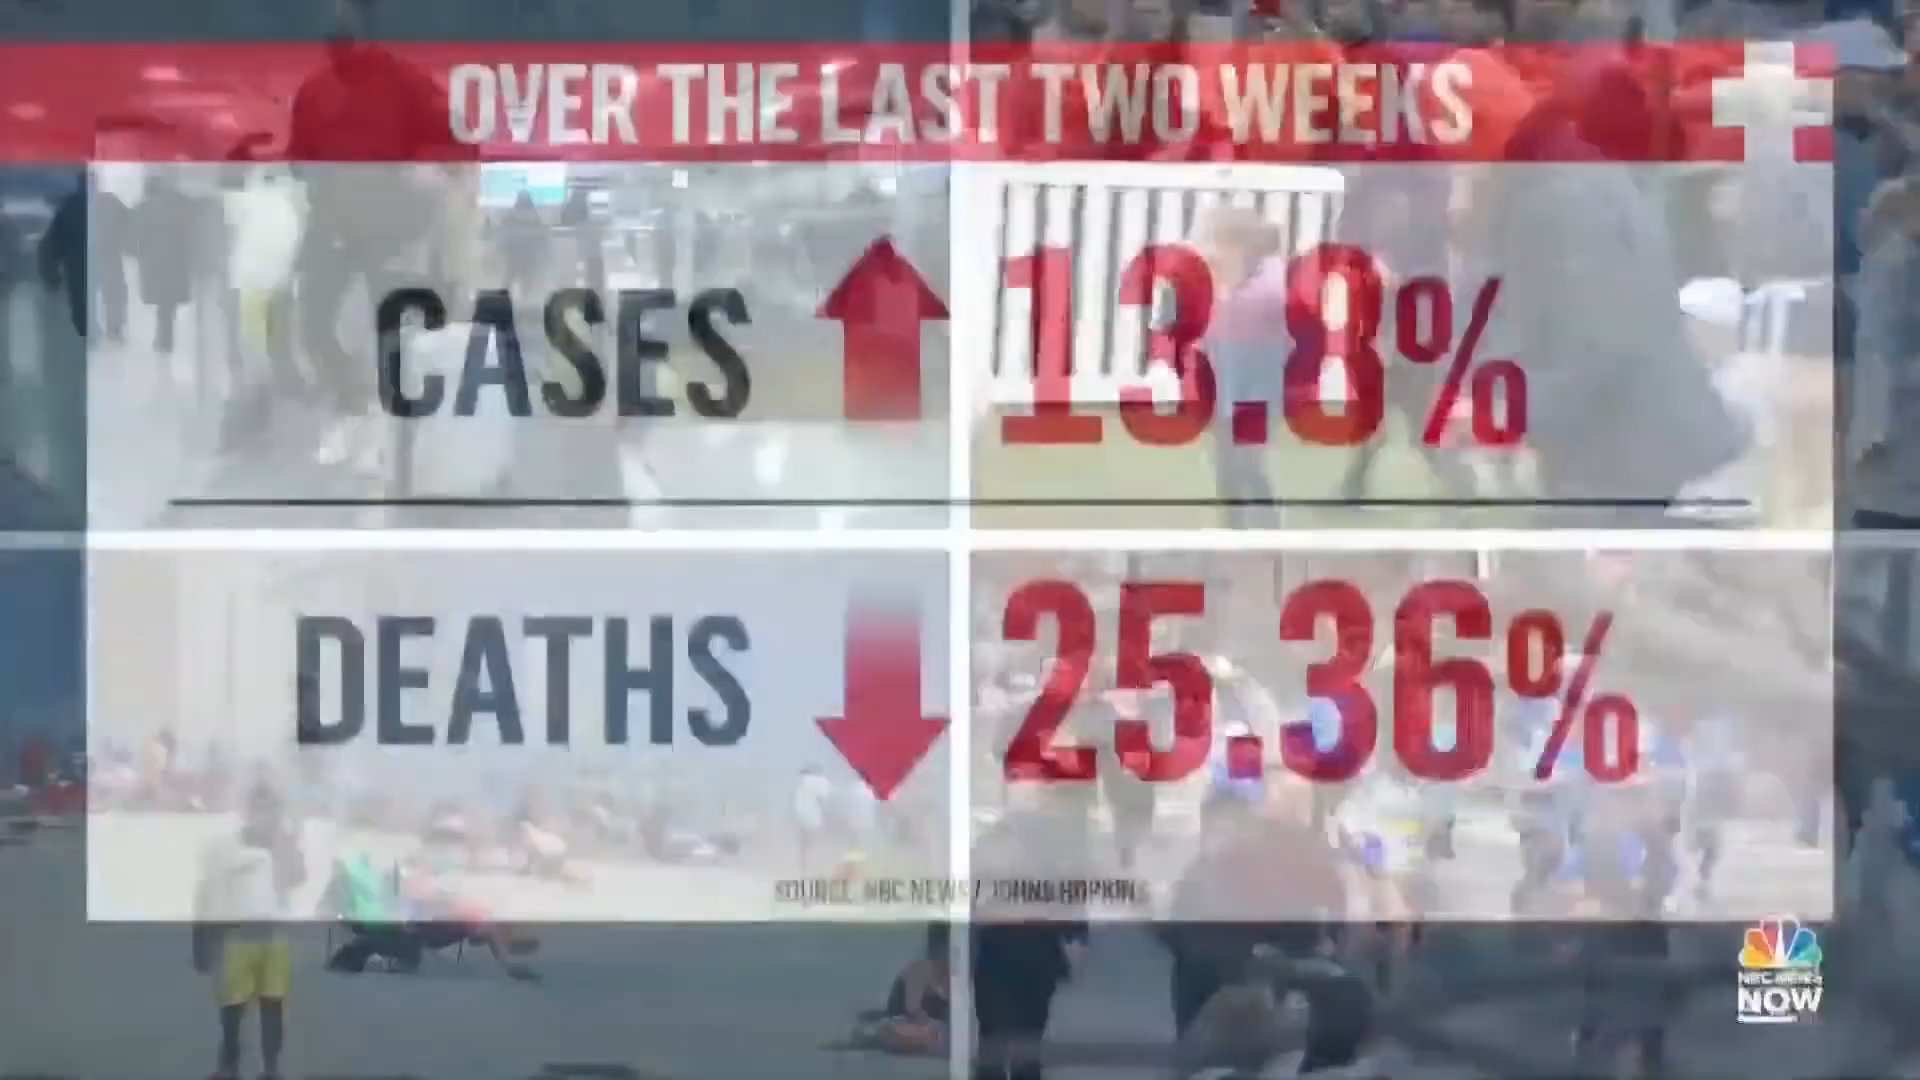 OVER THE LAST TWO WEEKS
CASES 13.8%
DEATHS 25.36%
SOURCE: NBC NEWS / JOHNS HOPKINS
NBC NEWS
NOW